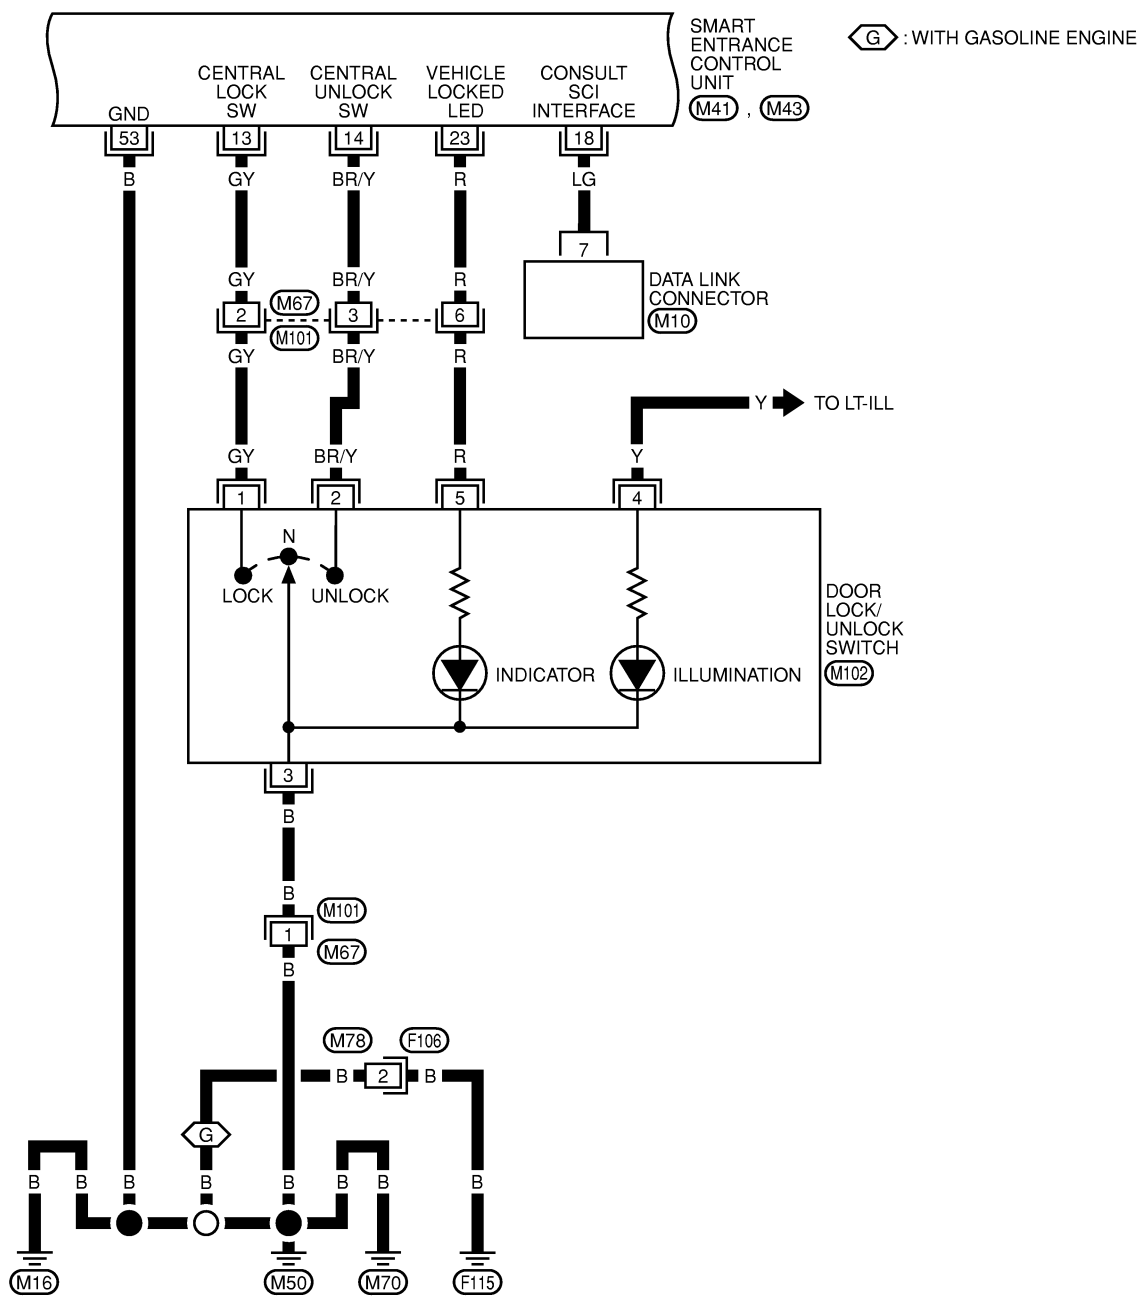 SMART
ENTRANCE
CONTROL
UNIT
M41 , M43
G : WITH GASOLINE ENGINE
GND
CENTRAL
LOCK
SW
CENTRAL
UNLOCK
SW
VEHICLE
LOCKED
LED
CONSULT
SCI
INTERFACE
53 13 14 23 18
B GY BR/Y R LG
7
DATA LINK
CONNECTOR
M10
GY BR/Y R
M67
2 3 6
M101
GY BR/Y R
Y TO LT-ILL
GY BR/Y R Y
1 2 5 4
N
LOCK UNLOCK
INDICATOR ILLUMINATION
DOOR
LOCK/
UNLOCK
SWITCH
M102
3
B
B
M101
1
M67
B
M78 F106
B 2 B
G
B B B B B B B B
M16 M50 M70 F115